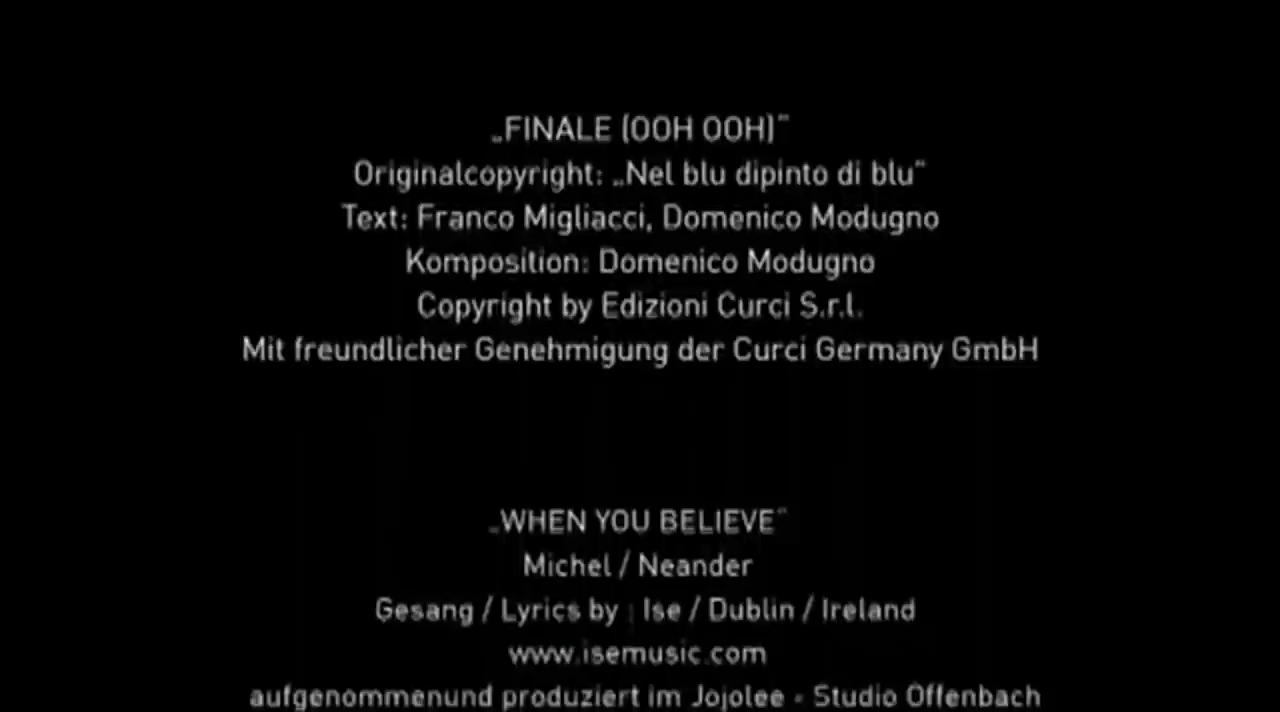 „FINALE (OOH OOH)“
Originalcopyright: „Nel blu dipinto di blu“
Text: Franco Migliacci, Domenico Modugno
Komposition: Domenico Modugno
Copyright by Edizioni Curci S.r.l.
Mit freundlicher Genehmigung der Curci Germany GmbH
„WHEN YOU BELIEVE“
Michel / Neander
Gesang / Lyrics by : Ise / Dublin / Ireland
www.isemusic.com
aufgenommenund produziert im Jojolee - Studio Offenbach